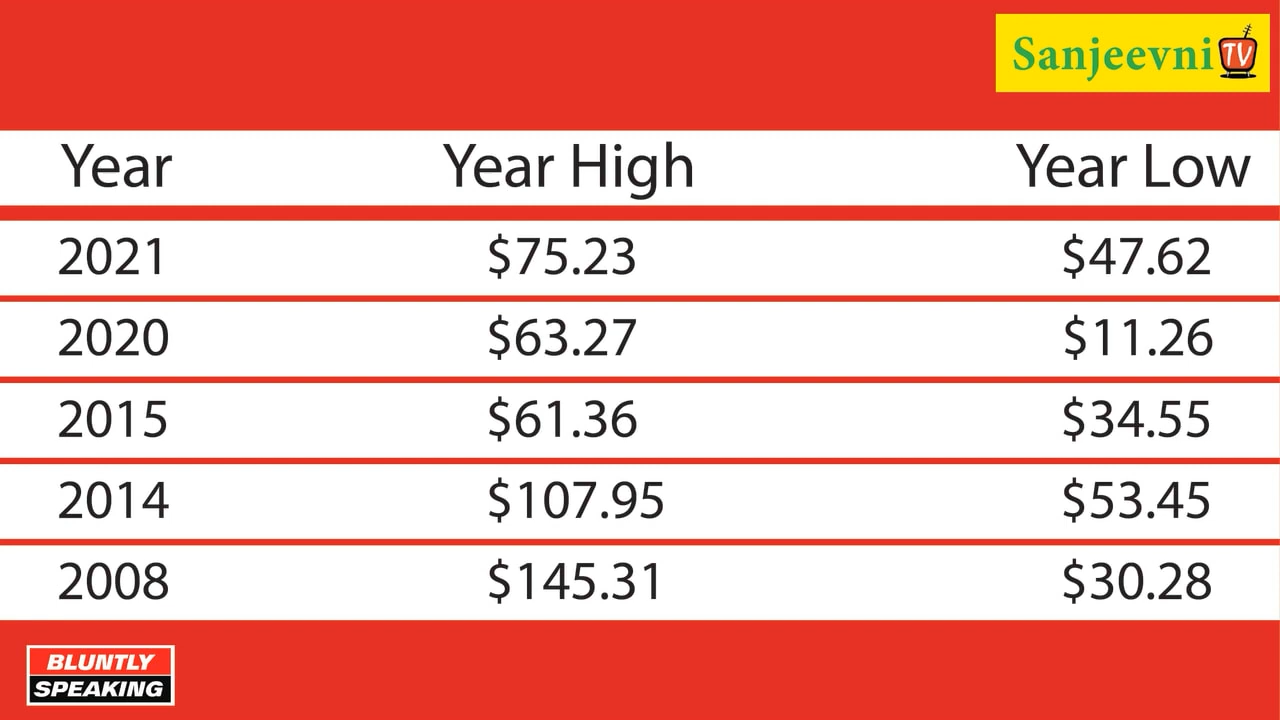 Sanjeevni TV
Year Year High Year Low
2021 $75.23 $47.62
2020 $63.27 $11.26
2015 $61.36 $34.55
2014 $107.95 $53.45
2008 $145.31 $30.28
BLUNTLY
SPEAKING